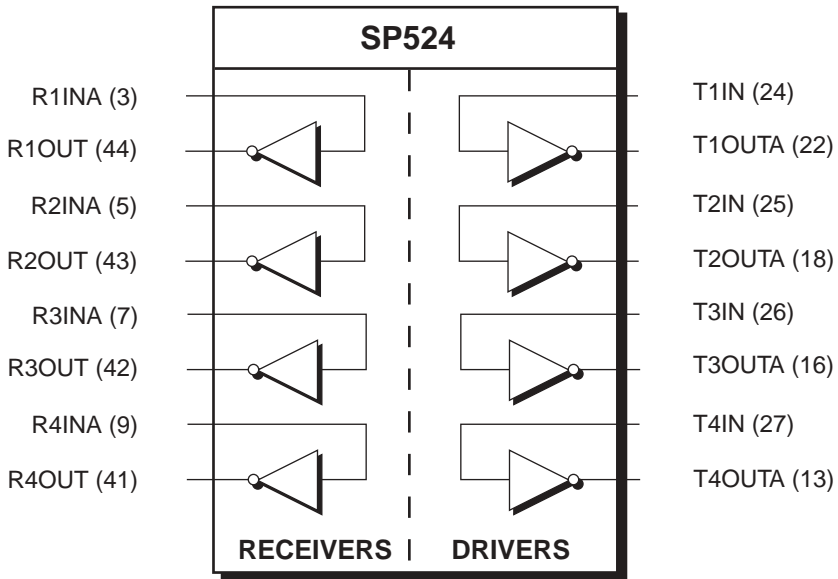 SP524
R1INA (3)
R1OUT (44)
R2INA (5)
R2OUT (43)
R3INA (7)
R3OUT (42)
R4INA (9)
R4OUT (41)
T1IN (24)
T1OUTA (22)
T2IN (25)
T2OUTA (18)
T3IN (26)
T3OUTA (16)
T4IN (27)
T4OUTA (13)
RECEIVERS
DRIVERS